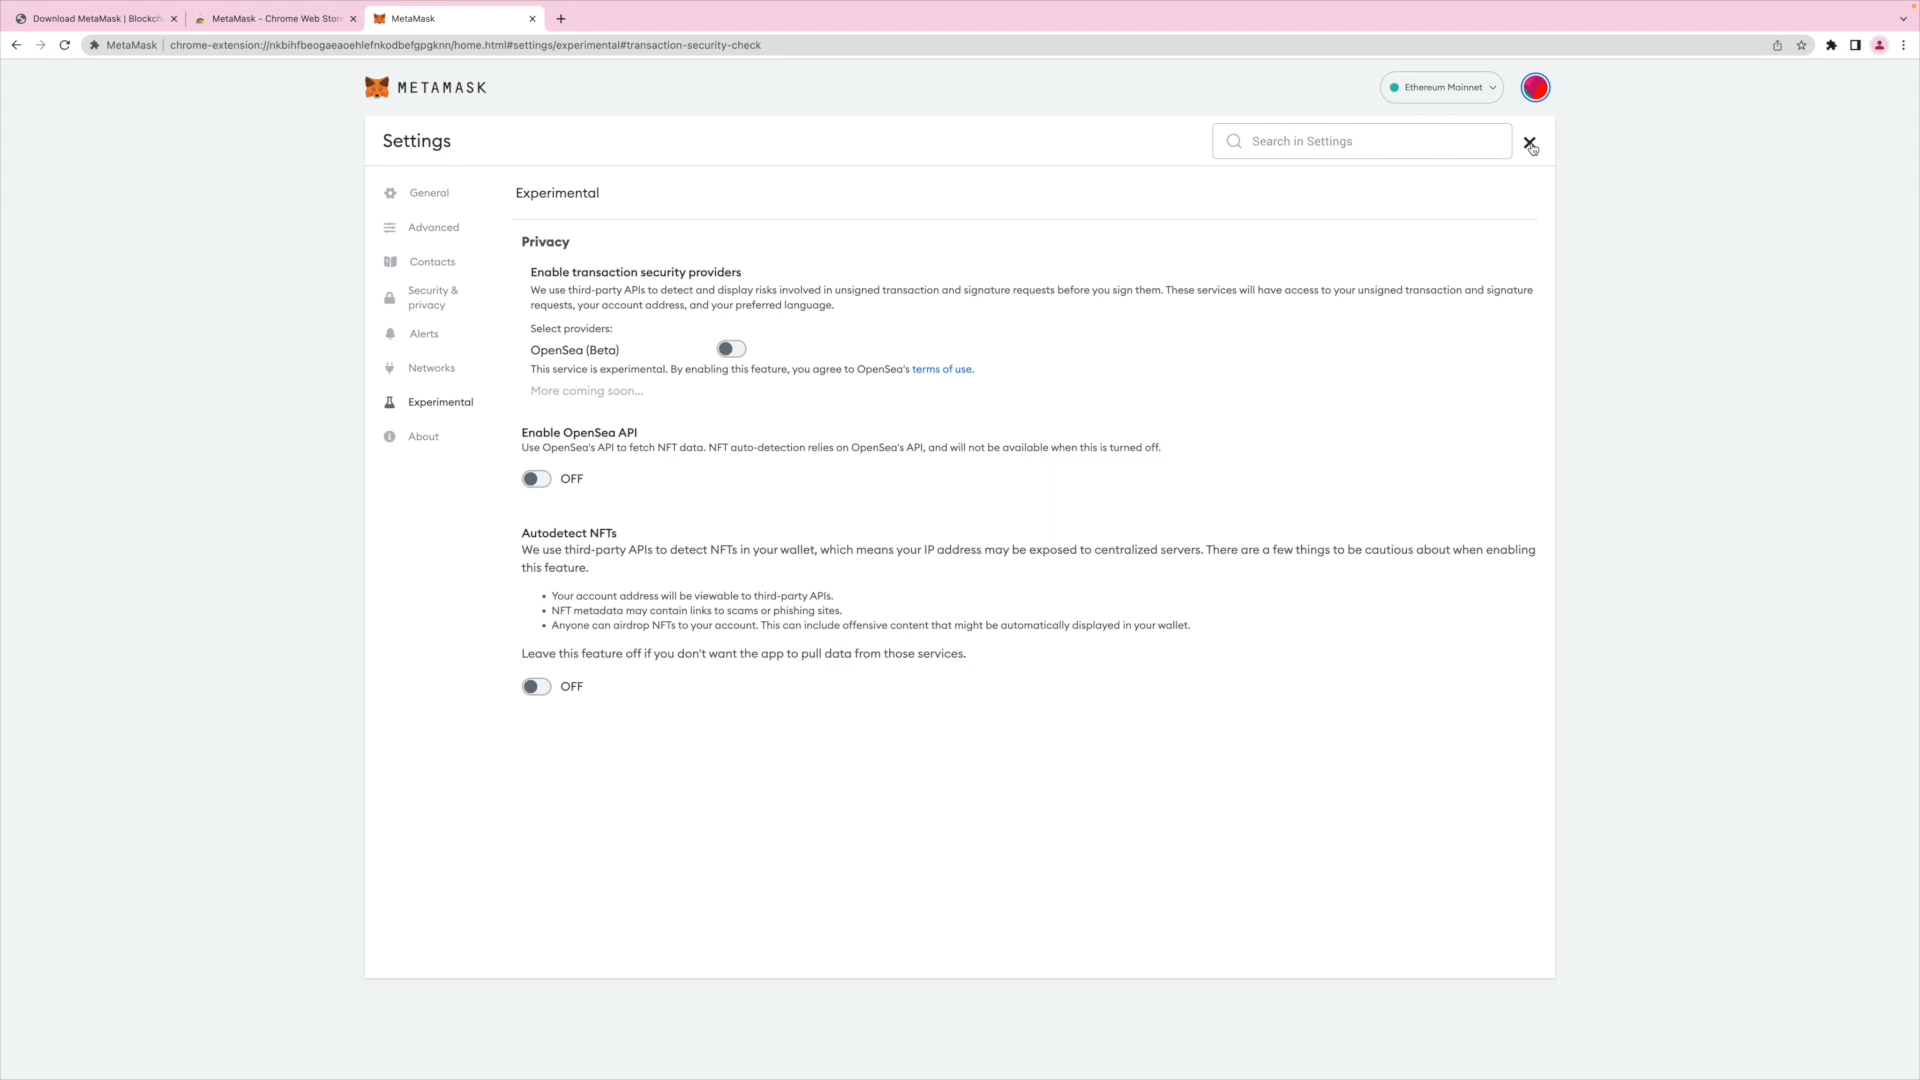 Download MetaMask | Blockch
MetaMask - Chrome Web Store
MetaMask
MetaMask
chrome-extension://nkbihfbeogaeaoehlefnkodbefgpgknn/home.html#settings/experimental#transaction-security-check
METAMASK
Ethereum Mainnet
Settings
Search in Settings
General
Advanced
Contacts
Security &
privacy
Alerts
Networks
Experimental
About
Experimental
Privacy
Enable transaction security providers
We use third-party APIs to detect and display risks involved in unsigned transaction and signature requests before you sign them. These services will have access to your unsigned transaction and signature
requests, your account address, and your preferred language.
Select providers:
OpenSea (Beta)
This service is experimental. By enabling this feature, you agree to OpenSea's terms of use.
More coming soon...
Enable OpenSea API
Use OpenSea's API to fetch NFT data. NFT auto-detection relies on OpenSea's API, and will not be available when this is turned off.
OFF
Autodetect NFTs
We use third-party APIs to detect NFTs in your wallet, which means your IP address may be exposed to centralized servers. There are a few things to be cautious about when enabling
this feature.
• Your account address will be viewable to third-party APIs.
• NFT metadata may contain links to scams or phishing sites.
• Anyone can airdrop NFTs to your account. This can include offensive content that might be automatically displayed in your wallet.
Leave this feature off if you don't want the app to pull data from those services.
OFF